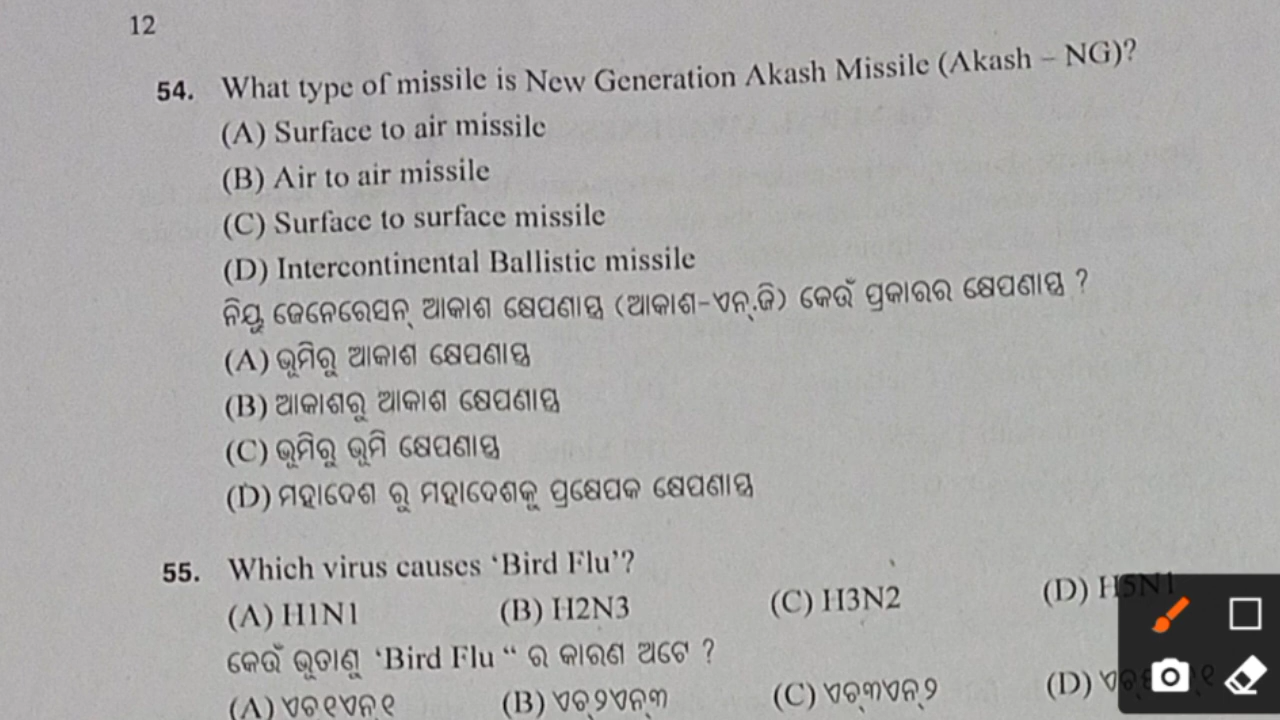 12
54. What type of missile is New Generation Akash Missile (Akash – NG)?
(A) Surface to air missile
(B) Air to air missile
(C) Surface to surface missile
(D) Intercontinental Ballistic missile
ନିୟୁ ଜେନେରେସନ୍ ଆକାଶ କ୍ଷେପଣାସ୍ତ୍ର (ଆକାଶ-ଏନ୍.ଜି) କେଉଁ ପ୍ରକାରର କ୍ଷେପଣାସ୍ତ୍ର ?
(A) ଭୂମିରୁ ଆକାଶ କ୍ଷେପଣାସ୍ତ୍ର
(B) ଆକାଶରୁ ଆକାଶ କ୍ଷେପଣାସ୍ତ୍ର
(C) ଭୂମିରୁ ଭୂମି କ୍ଷେପଣାସ୍ତ୍ର
(D) ମହାଦେଶ ରୁ ମହାଦେଶକୁ ପ୍ରକ୍ଷେପକ କ୍ଷେପଣାସ୍ତ୍ର
55. Which virus causes ‘Bird Flu’?
(A) H1N1 (B) H2N3 (C) H3N2 (D) H5N1
କେଉଁ ଭୂତାଣୁ ‘Bird Flu “ ର କାରଣ ଅଟେ ?
(A) ଏଚ୍୧ଏନ୍୧ (B) ଏଚ୍୨ଏନ୍୩ (C) ଏଚ୍୩ଏନ୍୨ (D)